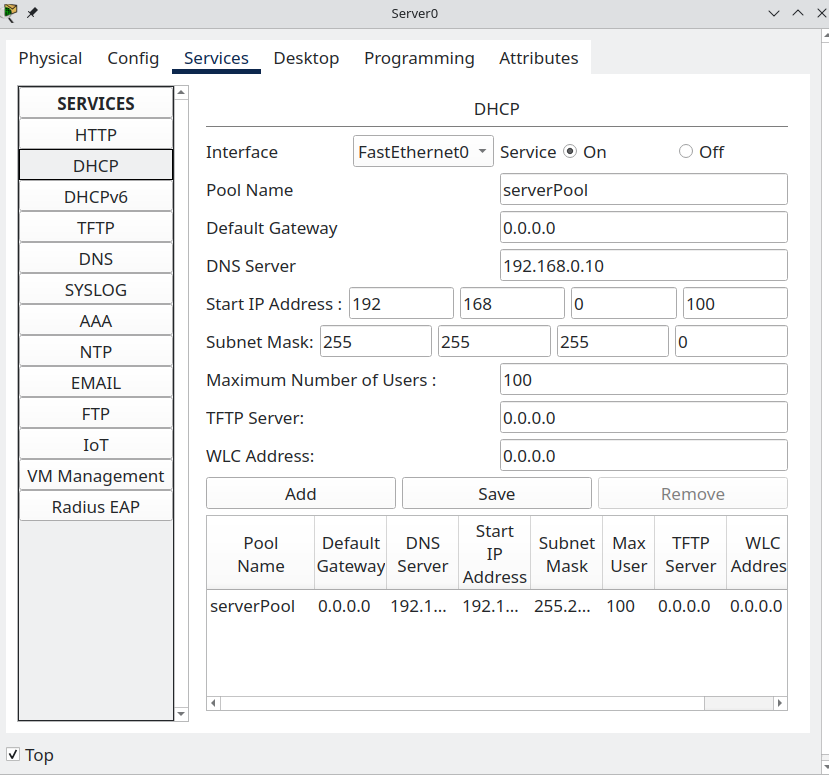 Server0
Physical Config Services Desktop Programming Attributes
SERVICES
HTTP
DHCP
DHCPv6
TFTP
DNS
SYSLOG
AAA
NTP
EMAIL
FTP
IoT
VM Management
Radius EAP
DHCP
Interface FastEthernet0 Service On Off
Pool Name serverPool
Default Gateway 0.0.0.0
DNS Server 192.168.0.10
Start IP Address : 192 168 0 100
Subnet Mask: 255 255 255 0
Maximum Number of Users : 100
TFTP Server: 0.0.0.0
WLC Address: 0.0.0.0
Add Save Remove
Pool Name Default Gateway DNS Server Start IP Address Subnet Mask Max User TFTP Server WLC Addres
serverPool 0.0.0.0 192.1... 192.1... 255.2... 100 0.0.0.0 0.0.0.0
Top